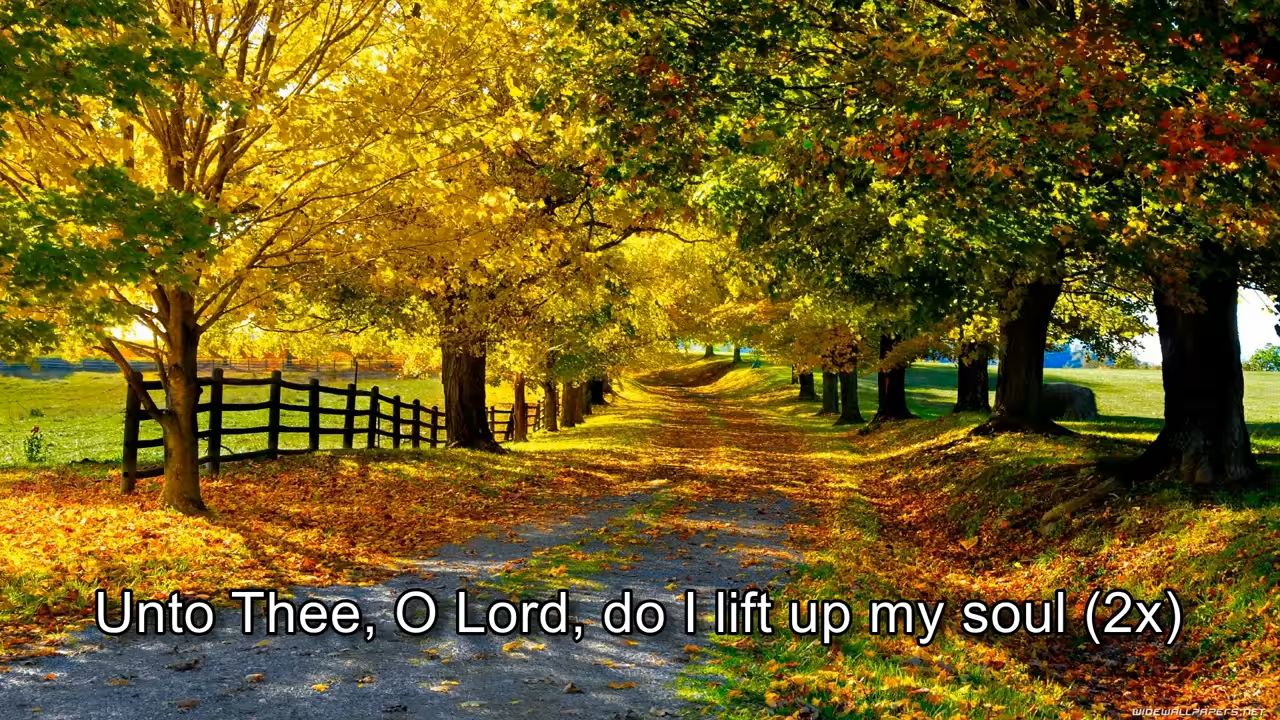 Unto Thee, O Lord, do I lift up my soul (2x)
WIDEWALLPAPERS.NET